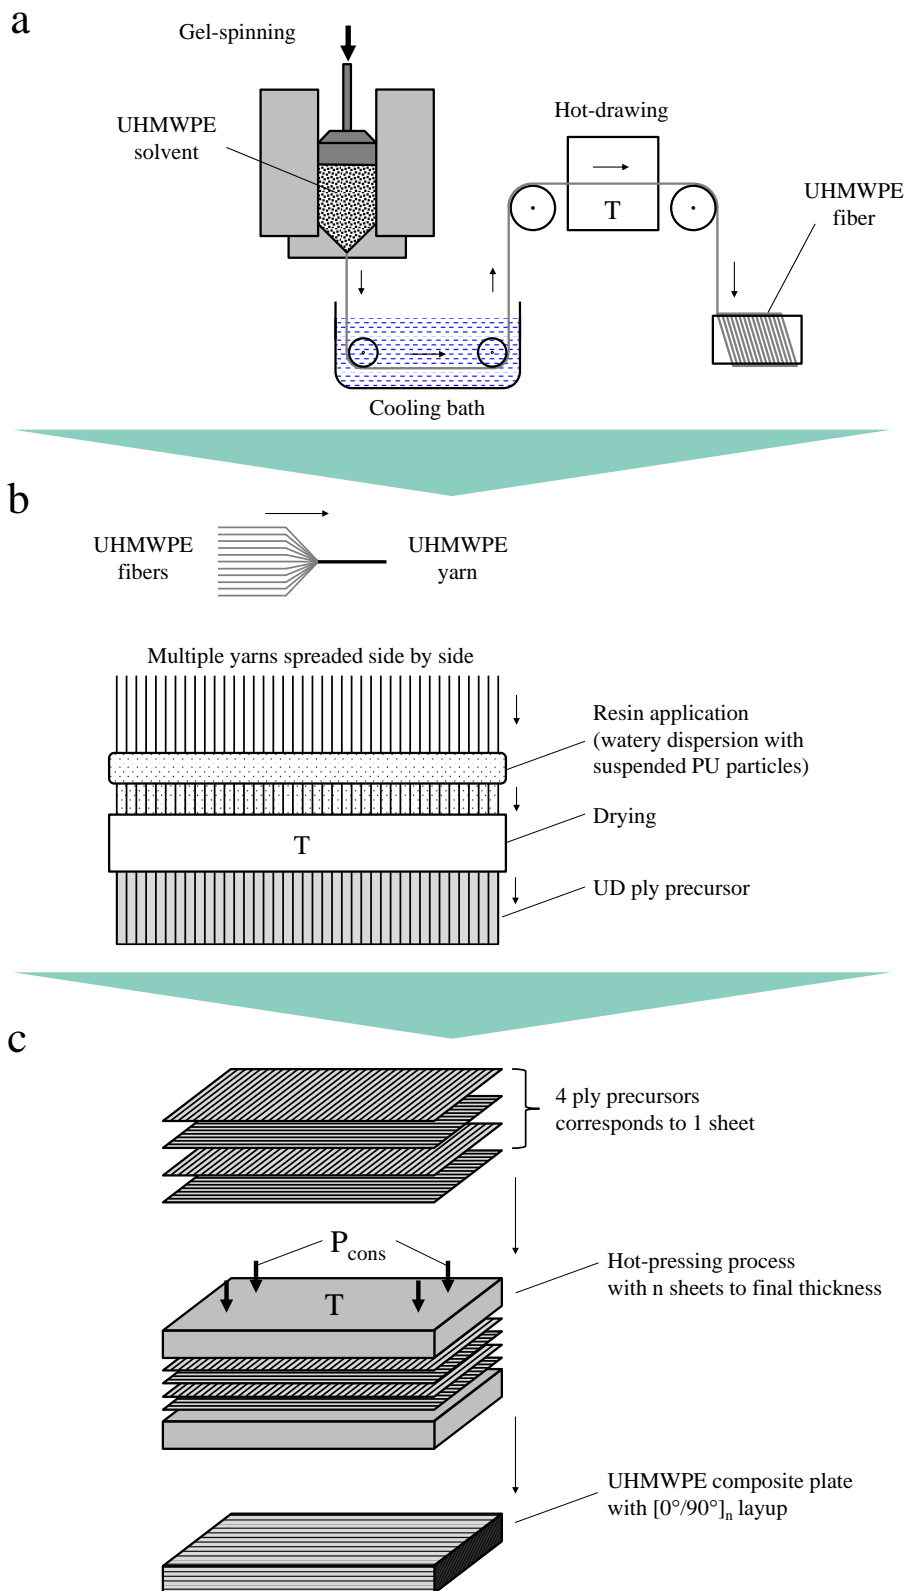 a
Gel-spinning
UHMWPE
solvent
Hot-drawing
T
UHMWPE
fiber
Cooling bath
b
UHMWPE
fibers
UHMWPE
yarn
Multiple yarns spreaded side by side
Resin application
(watery dispersion with
suspended PU particles)
T
Drying
UD ply precursor
c
4 ply precursors
corresponds to 1 sheet
Pcons
T
Hot-pressing process
with n sheets to final thickness
UHMWPE composite plate
with [0°/90°]n layup